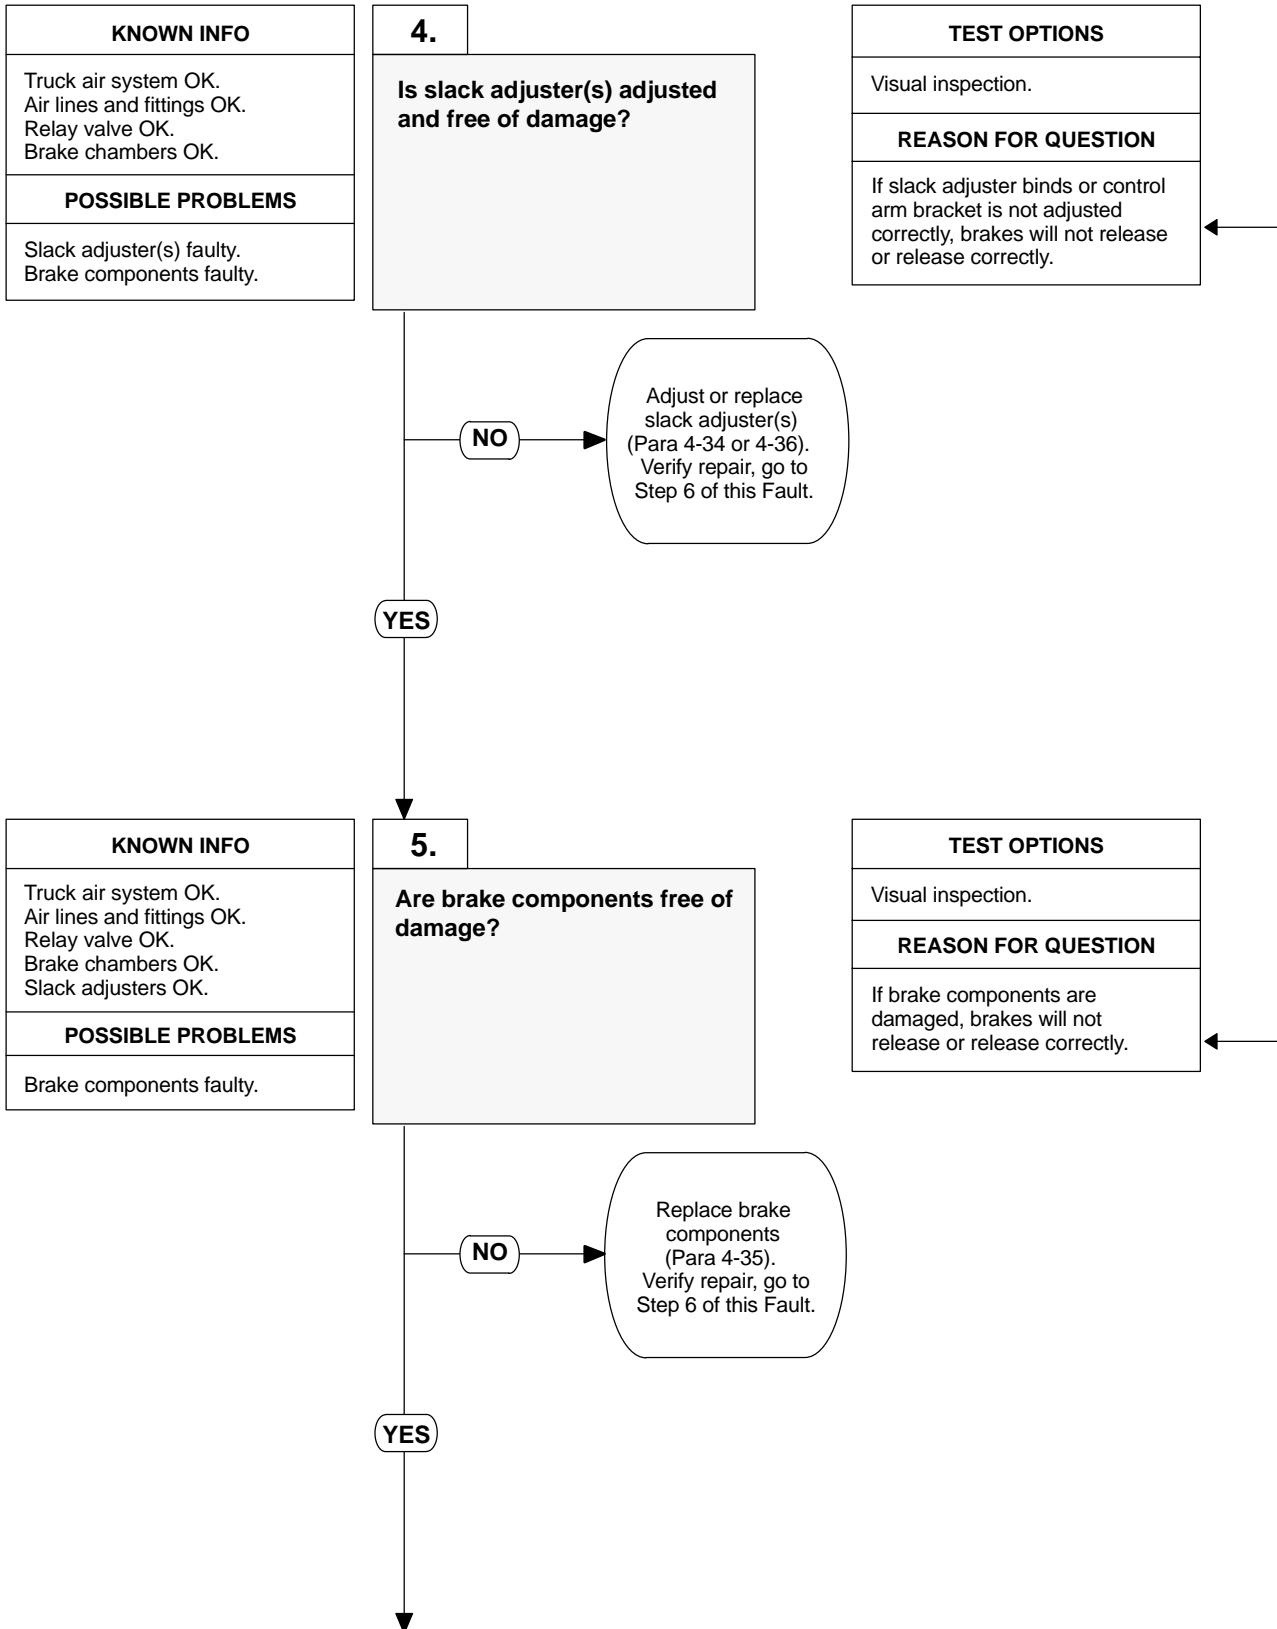 KNOWN INFO
Truck air system OK.
Air lines and fittings OK.
Relay valve OK.
Brake chambers OK.
POSSIBLE PROBLEMS
Slack adjuster(s) faulty.
Brake components faulty.
4.
Is slack adjuster(s) adjusted
and free of damage?
TEST OPTIONS
Visual inspection.
REASON FOR QUESTION
If slack adjuster binds or control
arm bracket is not adjusted
correctly, brakes will not release
or release correctly.
NO
Adjust or replace
slack adjuster(s)
(Para 4-34 or 4-36).
Verify repair, go to
Step 6 of this Fault.
YES
KNOWN INFO
Truck air system OK.
Air lines and fittings OK.
Relay valve OK.
Brake chambers OK.
Slack adjusters OK.
POSSIBLE PROBLEMS
Brake components faulty.
5.
Are brake components free of
damage?
TEST OPTIONS
Visual inspection.
REASON FOR QUESTION
If brake components are
damaged, brakes will not
release or release correctly.
NO
Replace brake
components
(Para 4-35).
Verify repair, go to
Step 6 of this Fault.
YES